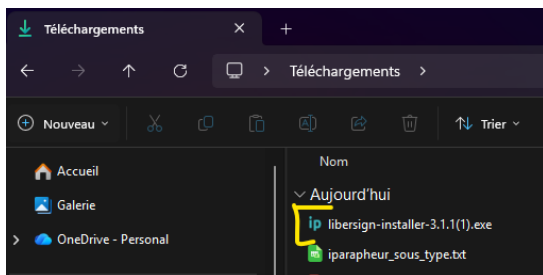 Téléchargements
Téléchargements
Nouveau
Trier
Nom
Accueil
Aujourd'hui
Galerie
ip libersign-installer-3.1.1(1).exe
OneDrive - Personal
iparapheur_sous_type.txt